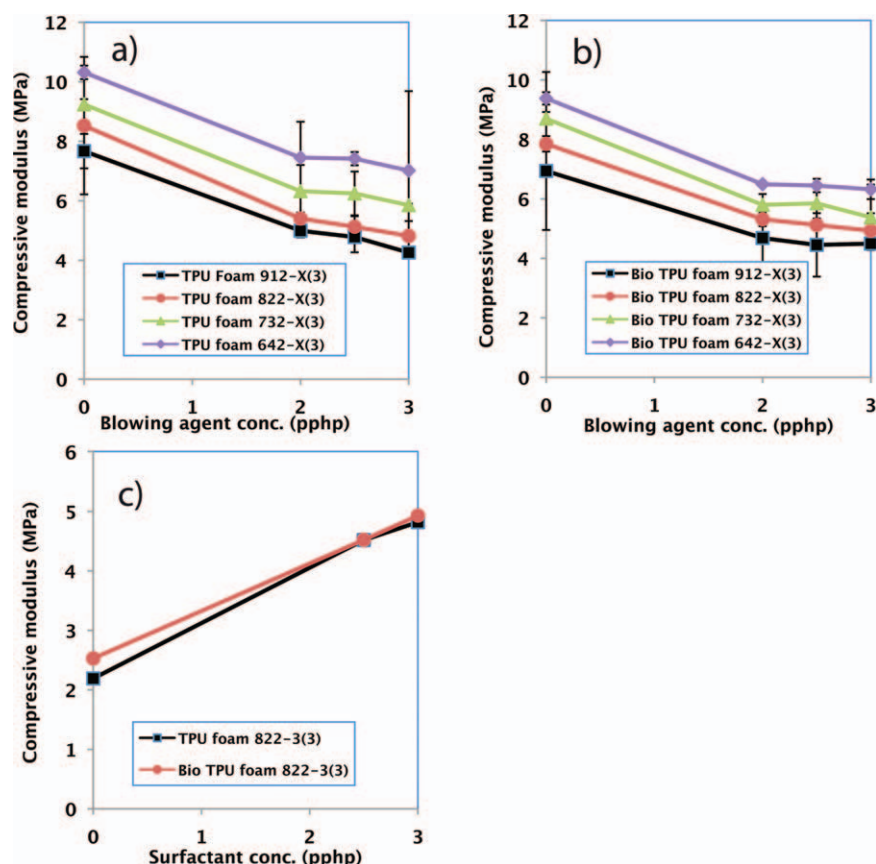 a)
Compressive modulus (MPa)
12
10
8
6
4
2
0
TPU Foam 912-X(3)
TPU foam 822-X(3)
TPU foam 732-X(3)
TPU foam 642-X(3)
0 1 2 3
Blowing agent conc. (pphp)
b)
Compressive modulus (MPa)
12
10
8
6
4
2
0
Bio TPU foam 912-X(3)
Bio TPU foam 822-X(3)
Bio TPU foam 732-X(3)
Bio TPU foam 642-X(3)
0 1 2 3
Blowing agent conc. (pphp)
c)
Compressive modulus (MPa)
6
5
4
3
2
1
0
TPU foam 822-3(3)
Bio TPU foam 822-3(3)
0 1 2 3
Surfactant conc. (pphp)